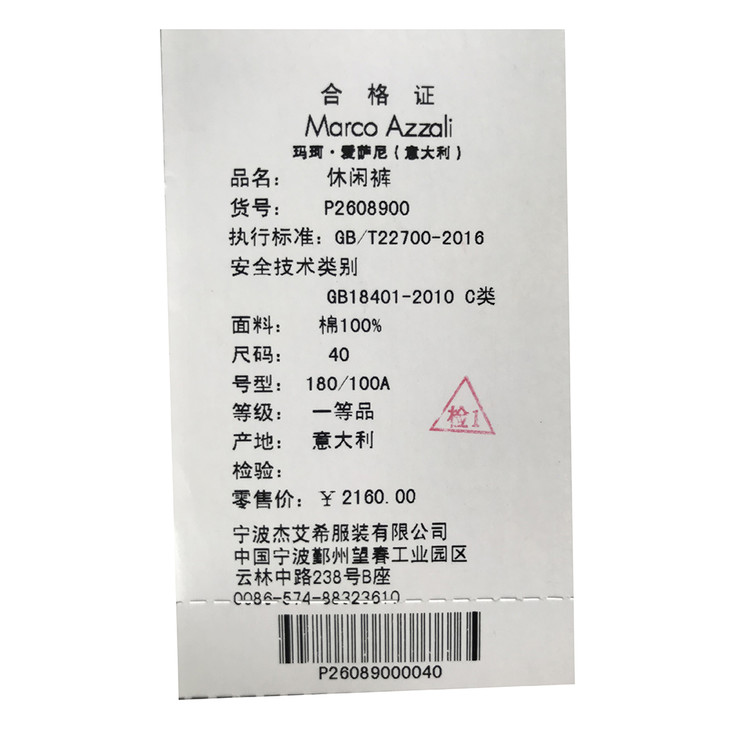 合格证
Marco Azzali
玛珂·爱萨尼(意大利)
品名: 休闲裤
货号: P2608900
执行标准: GB/T22700-2016
安全技术类别
GB18401-2010 C类
面料: 棉100%
尺码: 40
号型: 180/100A
等级: 一等品
检1
产地: 意大利
检验:
零售价: ¥2160.00
宁波杰艾希服装有限公司
中国宁波鄞州望春工业园区
云林中路238号B座
0086-574-88323610
P26089000040